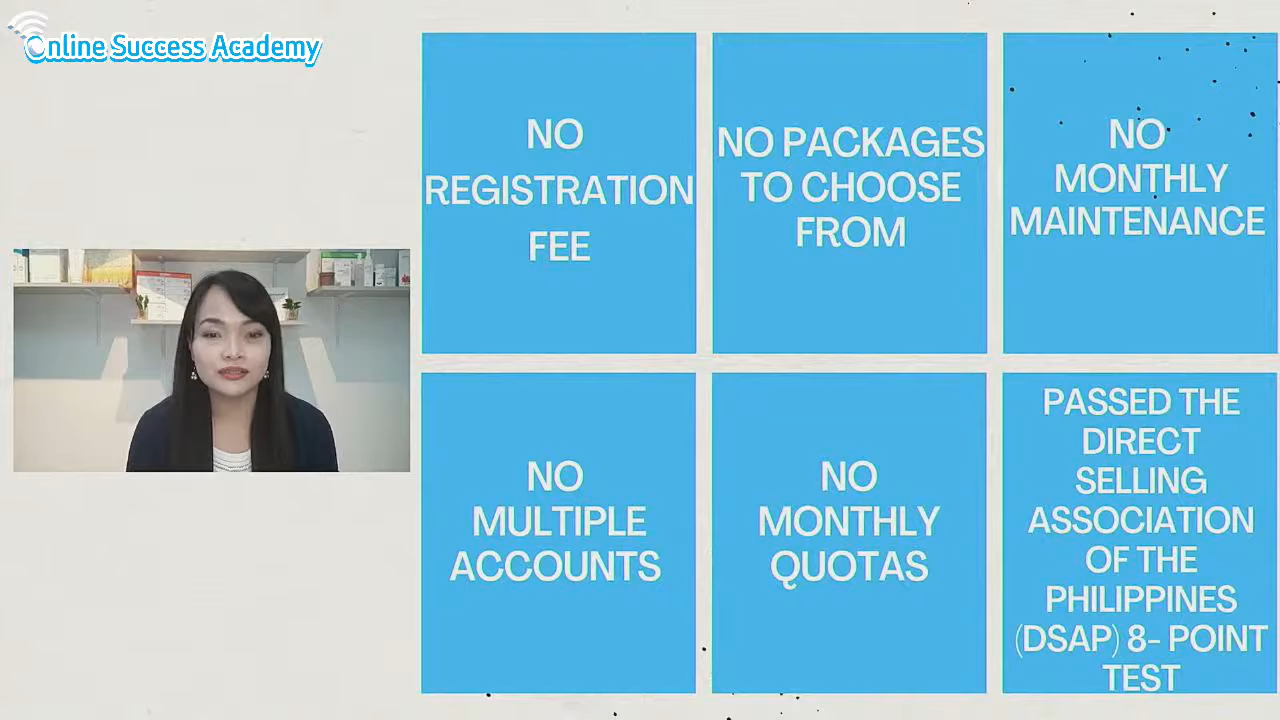 Online Success Academy
NO
REGISTRATION
FEE
NO PACKAGES
TO CHOOSE
FROM
NO
MONTHLY
MAINTENANCE
NO
MULTIPLE
ACCOUNTS
NO
MONTHLY
QUOTAS
PASSED THE
DIRECT
SELLING
ASSOCIATION
OF THE
PHILIPPINES
(DSAP) 8- POINT
TEST